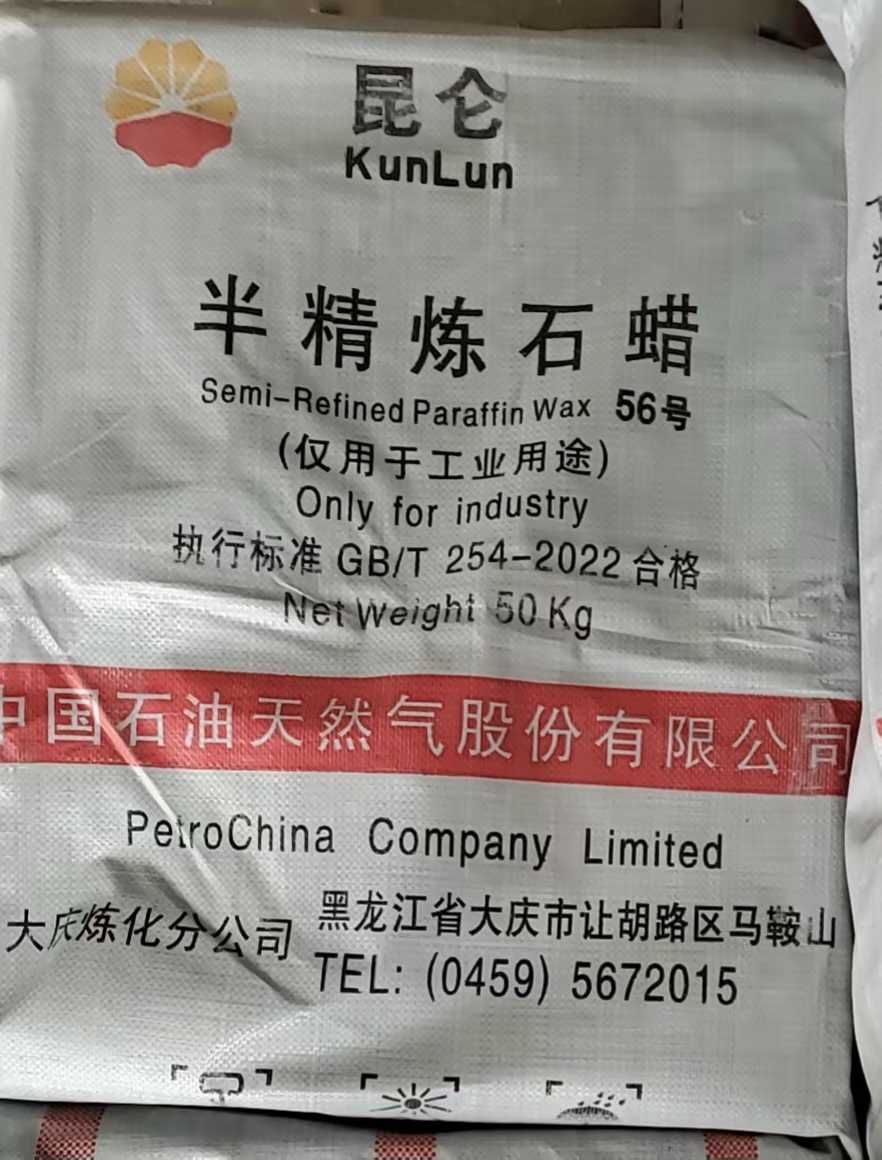 昆仑
KunLun
半精炼石蜡
Semi-Refined Paraffin Wax 56号
(仅用于工业用途)
Only for industry
执行标准 GB/T 254-2022 合格
Net Weight 50 Kg
中国石油天然气股份有限公司
PetroChina Company Limited
大庆炼化分公司 黑龙江省大庆市让胡路区马鞍山
TEL: (0459) 5672015